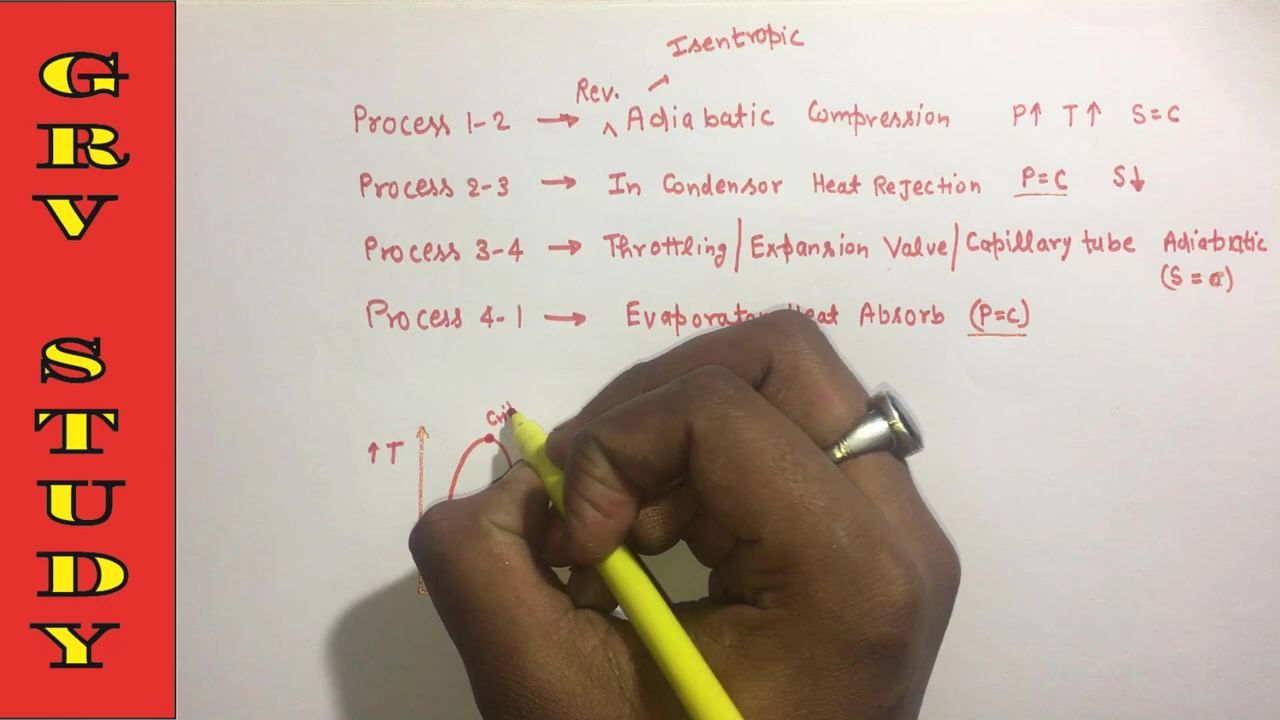 GRV STUDY
Isentropic
Rev.
Process 1-2 → ^ Adiabatic Compression P↑ T↑ S=C
Process 2-3 → In Condensor Heat Rejection P=C S↓
Process 3-4 → Throttling/Expansion Valve/Capillary tube Adiabatic
Process 4-1 → Evaporator Heat Absorb (P=C)
Crit
↑T